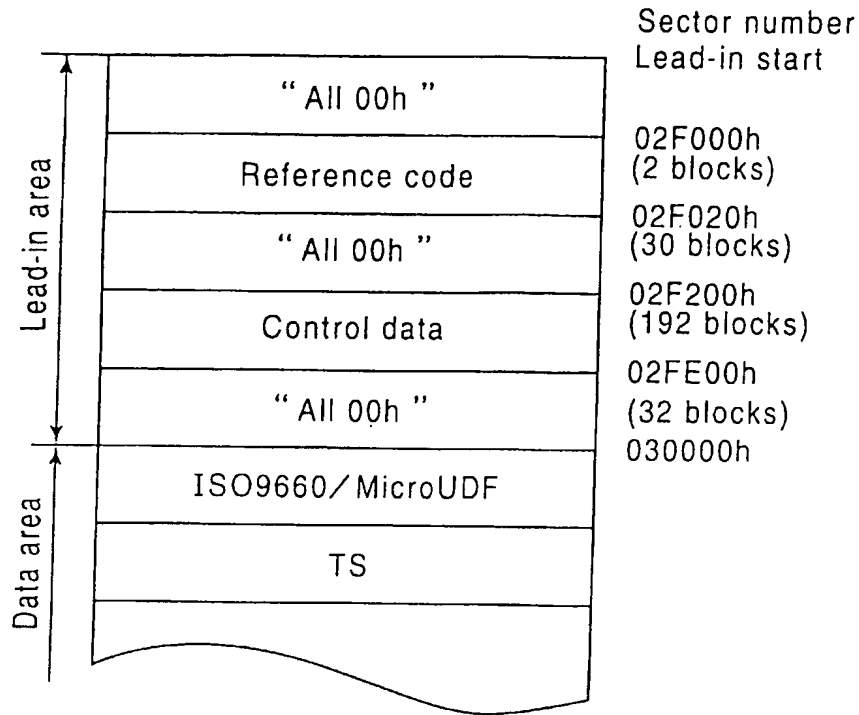 Sector number
Lead-in start
“ All 00h ”
02F000h
(2 blocks)
Reference code
02F020h
(30 blocks)
“ All 00h ”
02F200h
(192 blocks)
Control data
02FE00h
(32 blocks)
“ All 00h ”
030000h
ISO9660/MicroUDF
TS
Lead-in area
Data area